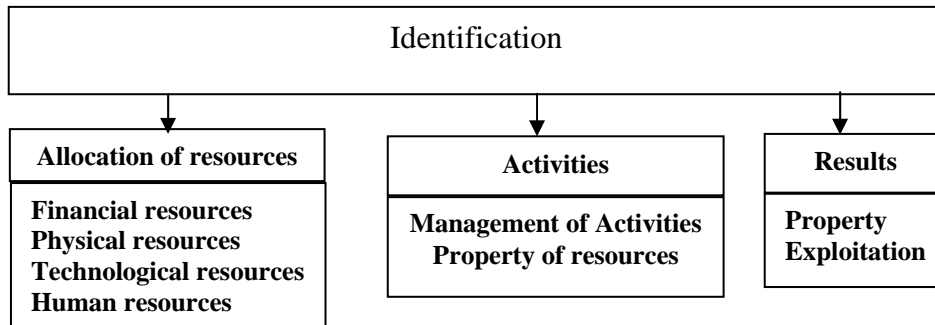 Identification
Allocation of resources
Financial resources
Physical resources
Technological resources
Human resources
Activities
Management of Activities
Property of resources
Results
Property
Exploitation